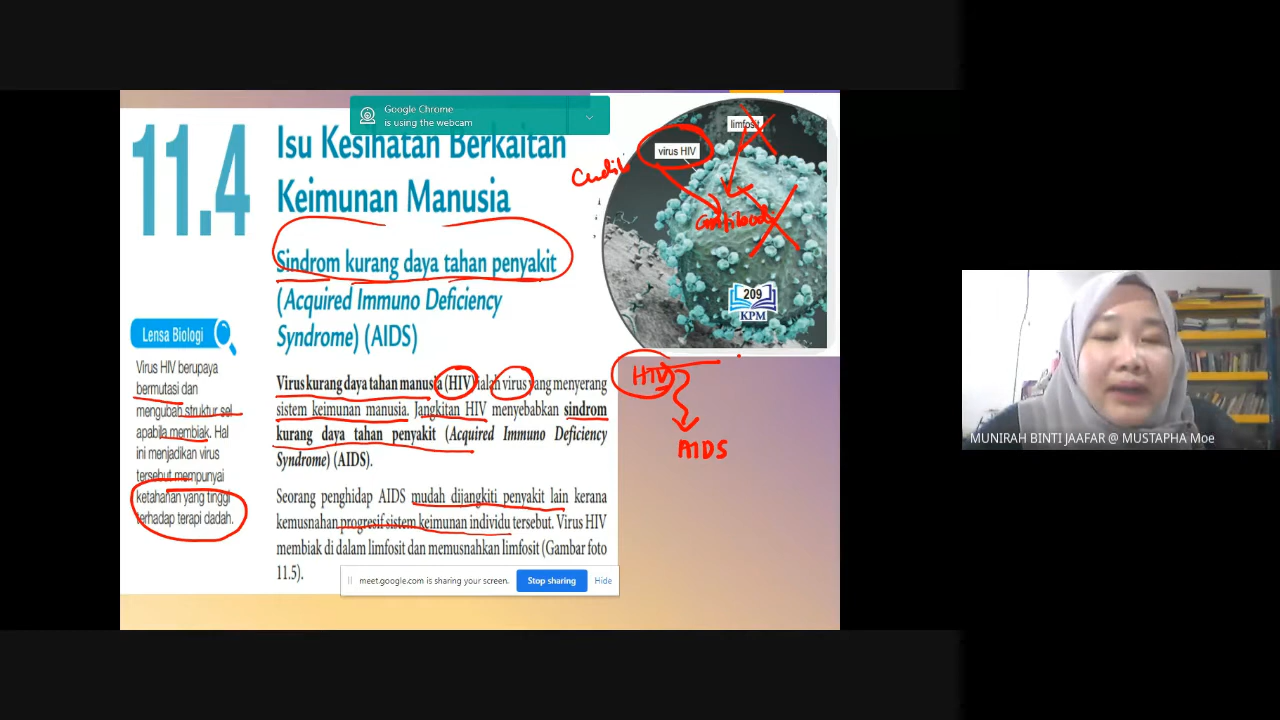 Google Chrome
is using the webcam
11.4
Isu Kesihatan Berkaitan
Keimunan Manusia
Sindrom kurang daya tahan penyakit
(Acquired Immuno Deficiency
Syndrome) (AIDS)
Lensa Biologi
Virus HIV berupaya
bermutasi dan
mengubah struktur sel
apabila membiak. Hal
ini menjadikan virus
tersebut mempunyai
ketahanan yang tinggi
terhadap terapi dadah.
Virus kurang daya tahan manusia (HIV) ialah virus yang menyerang
sistem keimunan manusia. Jangkitan HIV menyebabkan sindrom
kurang daya tahan penyakit (Acquired Immuno Deficiency
Syndrome) (AIDS).
Seorang penghidap AIDS mudah dijangkiti penyakit lain kerana
kemusnahan progresif sistem keimunan individu tersebut. Virus HIV
membiak di dalam limfosit dan memusnahkan limfosit (Gambar foto
11.5).
meet.google.com is sharing your screen.
Stop sharing
Hide
limfosit
virus HIV
Antibodi
209
KPM
HIV
AIDS
MUNIRAH BINTI JAAFAR @ MUSTAPHA Moe